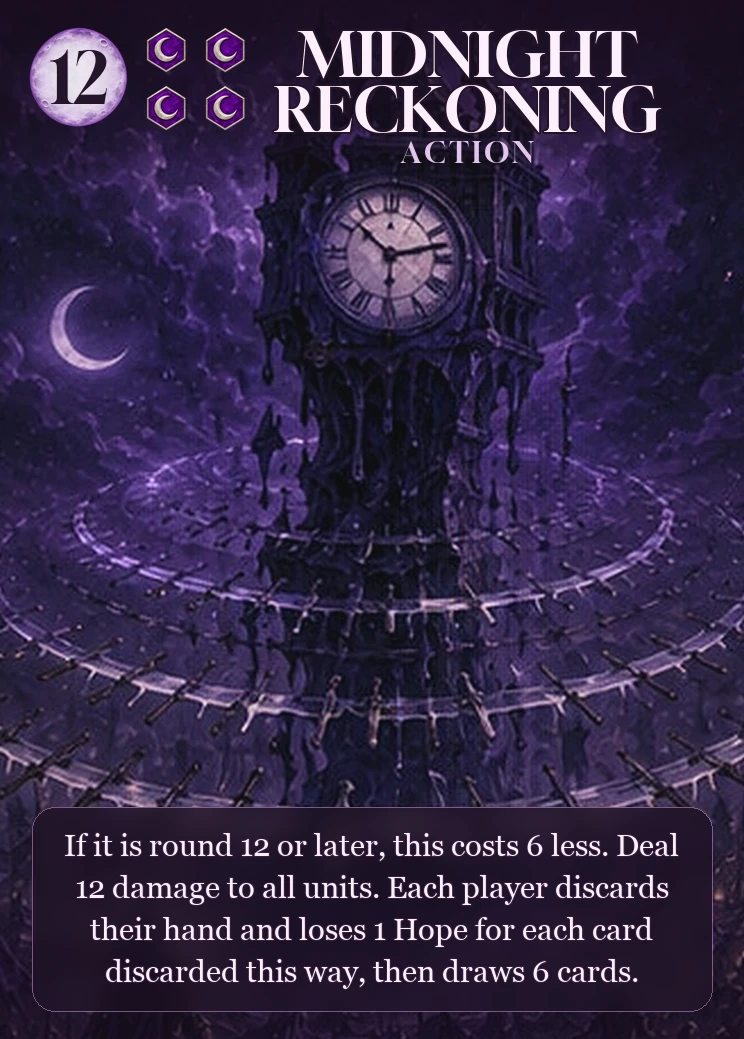 12
MIDNIGHT
RECKONING
ACTION
If it is round 12 or later, this costs 6 less. Deal
12 damage to all units. Each player discards
their hand and loses 1 Hope for each card
discarded this way, then draws 6 cards.